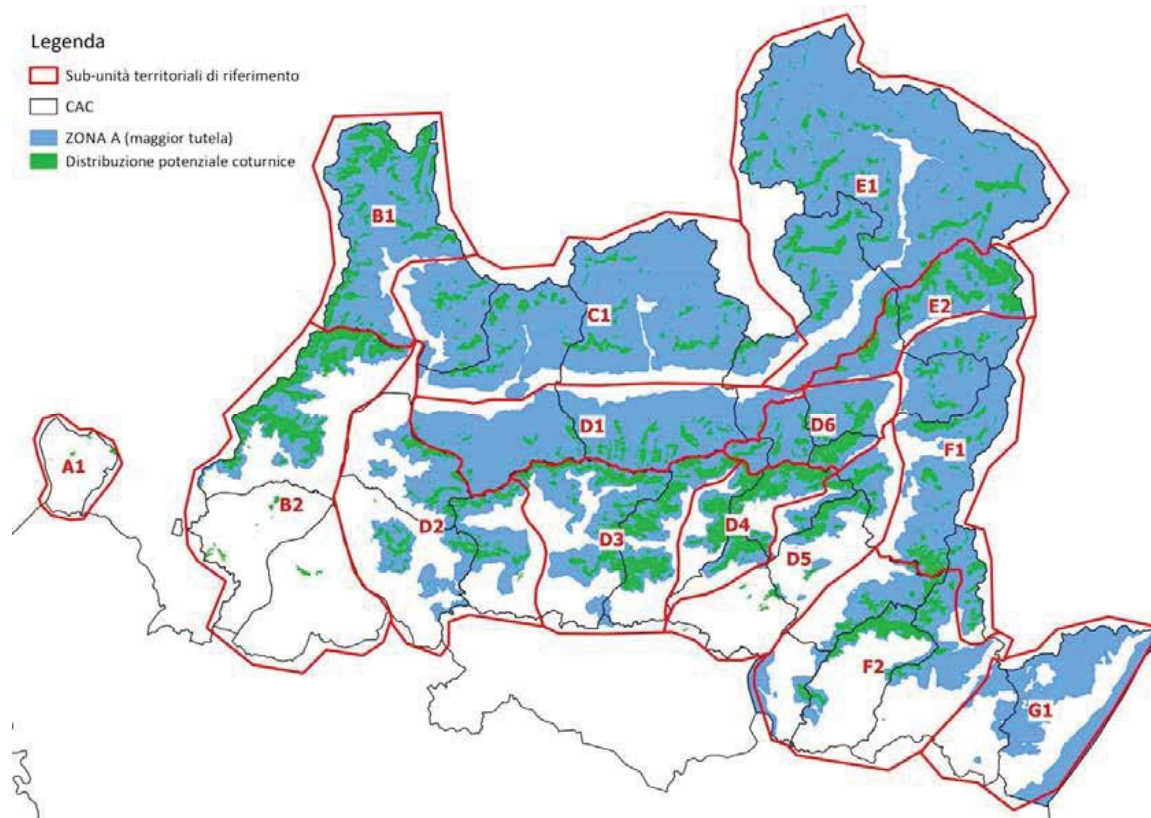 Legenda
Sub-unità territoriali di riferimento
CAC
ZONA A (maggior tutela)
Distribuzione potenziale coturnice
E1
B1
E2
C1
D1
D6
F1
A1
B2
D2
D3
D4
D5
F2
G1